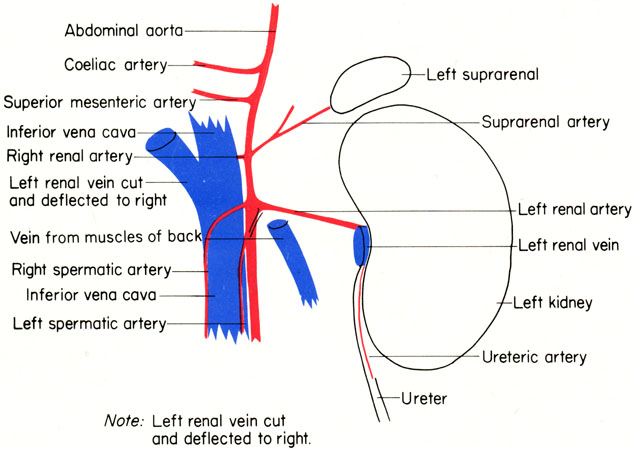 Abdominal aorta
Coeliac artery
Superior mesenteric artery
Inferior vena cava
Right renal artery
Left renal vein cut
and deflected to right
Vein from muscles of back
Right spermatic artery
Inferior vena cava
Left spermatic artery
Left suprarenal
Suprarenal artery
Left renal artery
Left renal vein
Left kidney
Ureteric artery
Ureter
Note: Left renal vein cut
and deflected to right.